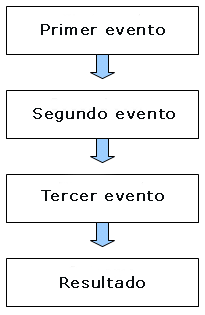 Primer evento
Segundo evento
Tercer evento
Resultado